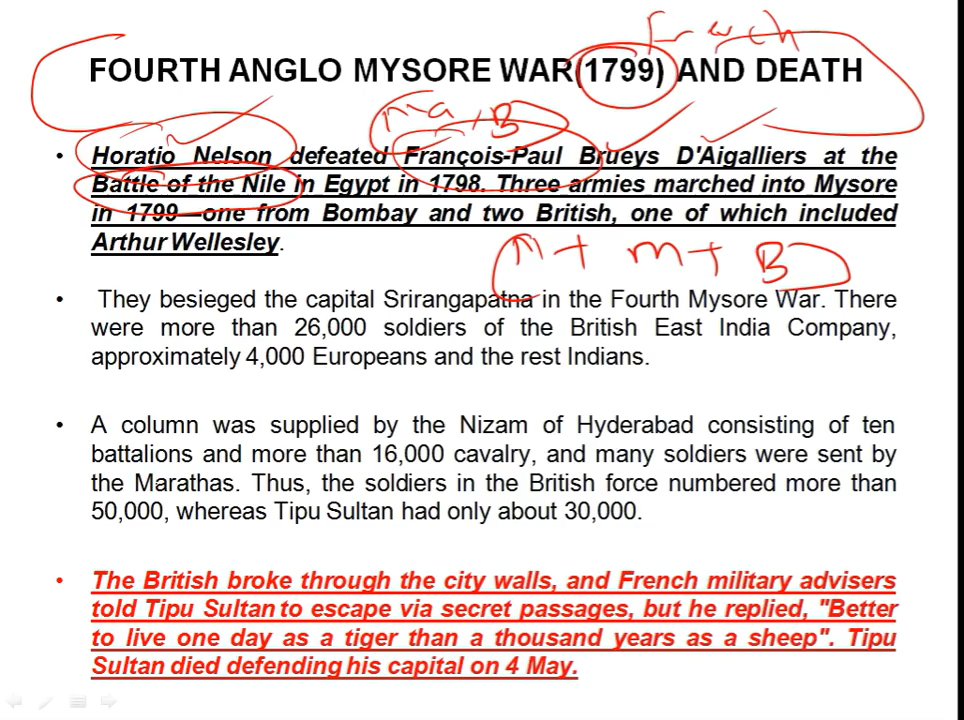 French
FOURTH ANGLO MYSORE WAR(1799) AND DEATH
Ma + B
• Horatio Nelson defeated François-Paul Brueys D'Aigalliers at the
Battle of the Nile in Egypt in 1798. Three armies marched into Mysore
in 1799—one from Bombay and two British, one of which included
Arthur Wellesley.
N + M + B
• They besieged the capital Srirangapatna in the Fourth Mysore War. There
were more than 26,000 soldiers of the British East India Company,
approximately 4,000 Europeans and the rest Indians.
• A column was supplied by the Nizam of Hyderabad consisting of ten
battalions and more than 16,000 cavalry, and many soldiers were sent by
the Marathas. Thus, the soldiers in the British force numbered more than
50,000, whereas Tipu Sultan had only about 30,000.
• The British broke through the city walls, and French military advisers
told Tipu Sultan to escape via secret passages, but he replied, "Better
to live one day as a tiger than a thousand years as a sheep". Tipu
Sultan died defending his capital on 4 May.